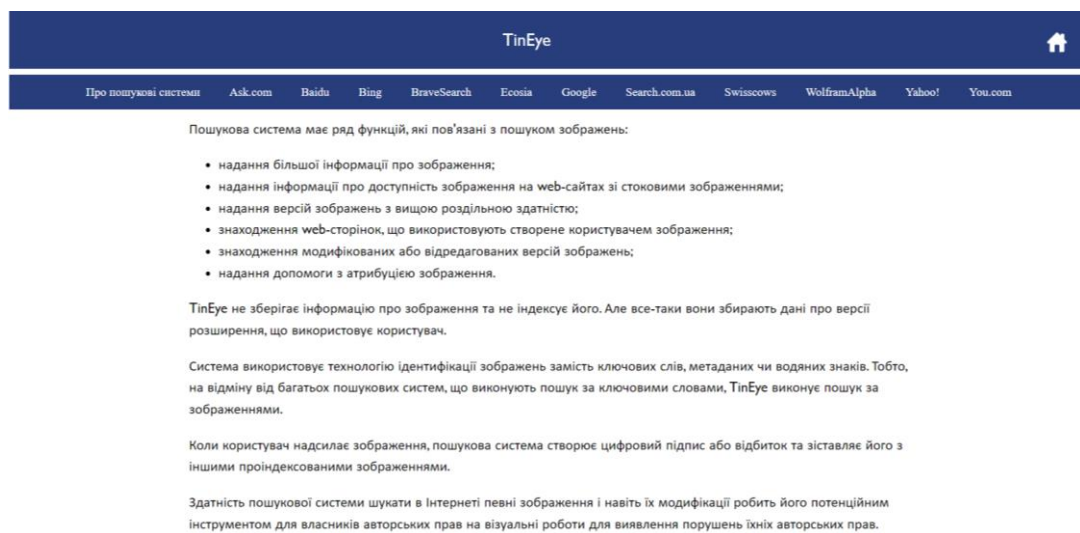 TinEye
Про пошукові системи Ask.com Baidu Bing BraveSearch Ecosia Google Search.com.ua Swisscows WolframAlpha Yahoo! You.com
Пошукова система має ряд функцій, які пов'язані з пошуком зображень:
• надання більшої інформації про зображення;
• надання інформації про доступність зображення на web-сайтах зі стоковими зображеннями;
• надання версій зображень з вищою роздільною здатністю;
• знаходження web-сторінок, що використовують створене користувачем зображення;
• знаходження модифікованих або відредагованих версій зображень;
• надання допомоги з атрибуцією зображення.
TinEye не зберігає інформацію про зображення та не індексує його. Але все-таки вони збирають дані про версії
розширення, що використовує користувач.
Система використовує технологію ідентифікації зображень замість ключових слів, метаданих чи водяних знаків. Тобто,
на відміну від багатьох пошукових систем, що виконують пошук за ключовими словами, TinEye виконує пошук за
зображеннями.
Коли користувач надсилає зображення, пошукова система створює цифровий підпис або відбиток та зіставляє його з
іншими проіндексованими зображеннями.
Здатність пошукової системи шукати в Інтернеті певні зображення і навіть їх модифікації робить його потенційним
інструментом для власників авторських прав на візуальні роботи для виявлення порушень їхніх авторських прав.